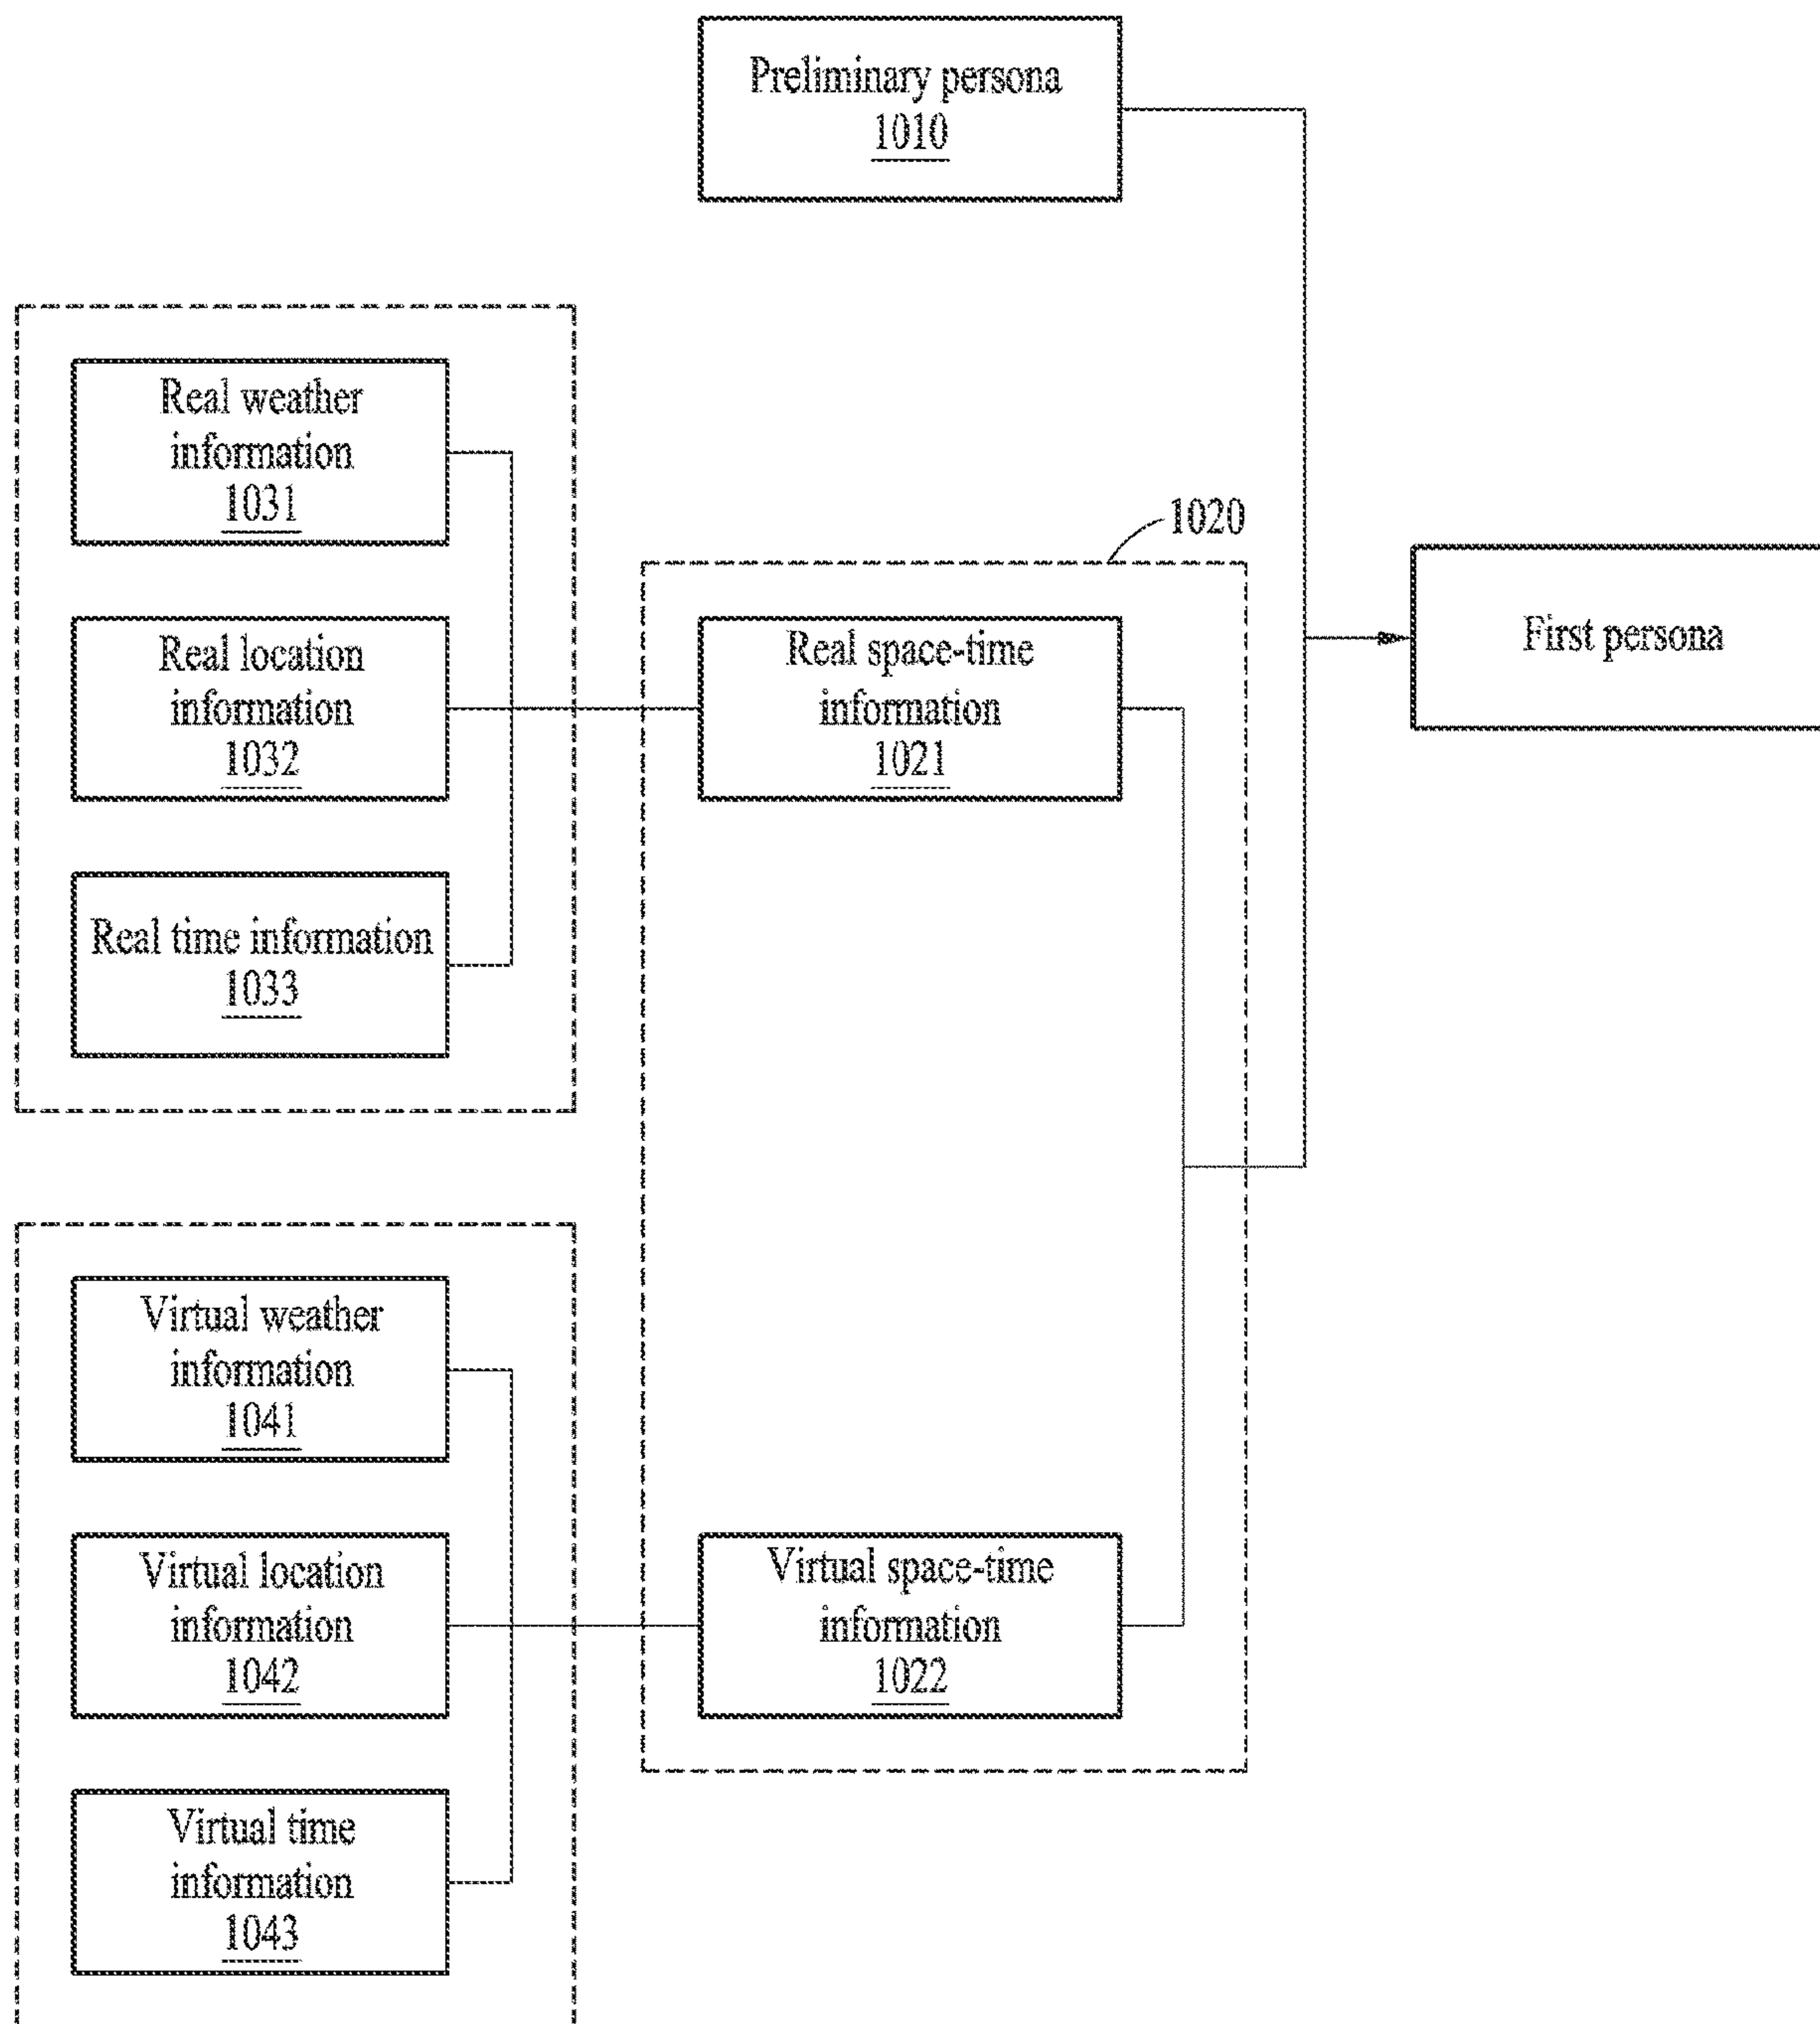 Preliminary persona
1010
Real weather
information
1031
1020
Real location
information
1032
Real space-time
information
1021
First persona
Real time information
1033
Virtual weather
information
1041
Virtual location
information
1042
Virtual space-time
information
1022
Virtual time
information
1043